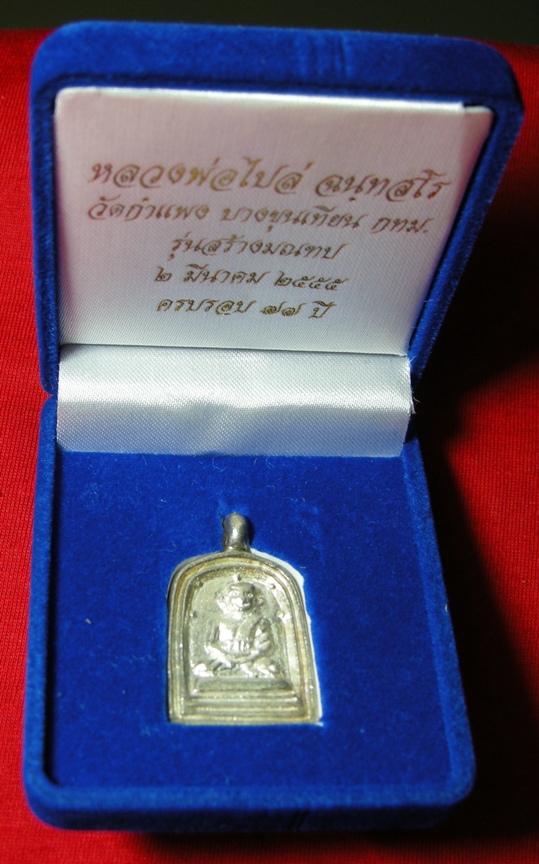 หลวงพ่อไปล่ ฉนฺทสโร
วัดกำแพง บางขุนเทียน กทม.
รุ่นสร้างมณฑป
๒ มีนาคม ๒๕๕๕
ครบรอบ ๗๗ ปี